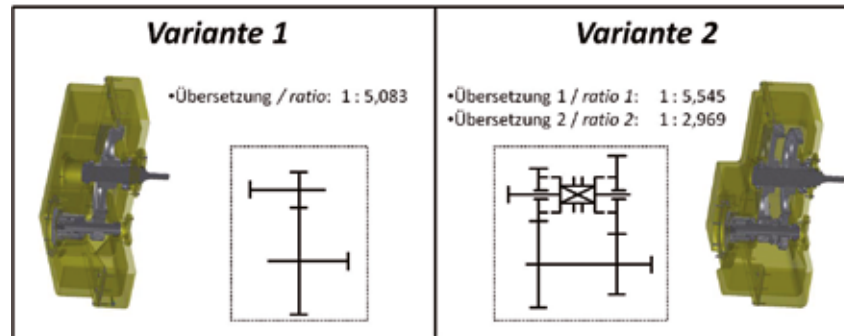 Variante 1
•Übersetzung / ratio: 1 : 5,083
Variante 2
•Übersetzung 1 / ratio 1: 1 : 5,545
•Übersetzung 2 / ratio 2: 1 : 2,969